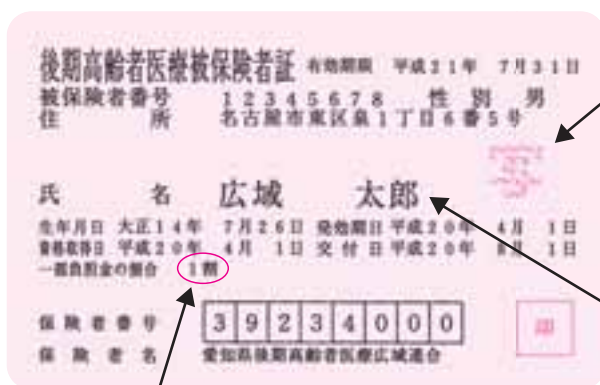 後期高齢者医療被保険者証 有効期限 平成21年 7月31日
被保険者番号 12345678 性別 男
住所 名古屋市東区泉1丁目6番5号
氏名 広域 太郎
生年月日 大正14年 7月26日 発効期日 平成20年 4月 1日
資格取得日 平成20年 4月 1日 交付日 平成20年 8月 1日
一部負担金の割合 1割
保険者番号 39234000
保険者名 愛知県後期高齢者医療広域連合
印